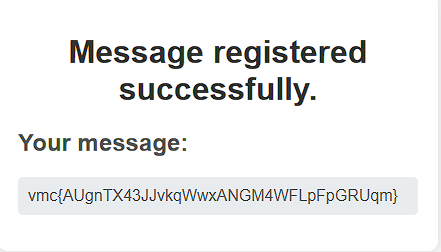 Message registered
successfully.
Your message:
vmc{AUgnTX43JJvkqWwxANGM4WFLpFpGRUqm}